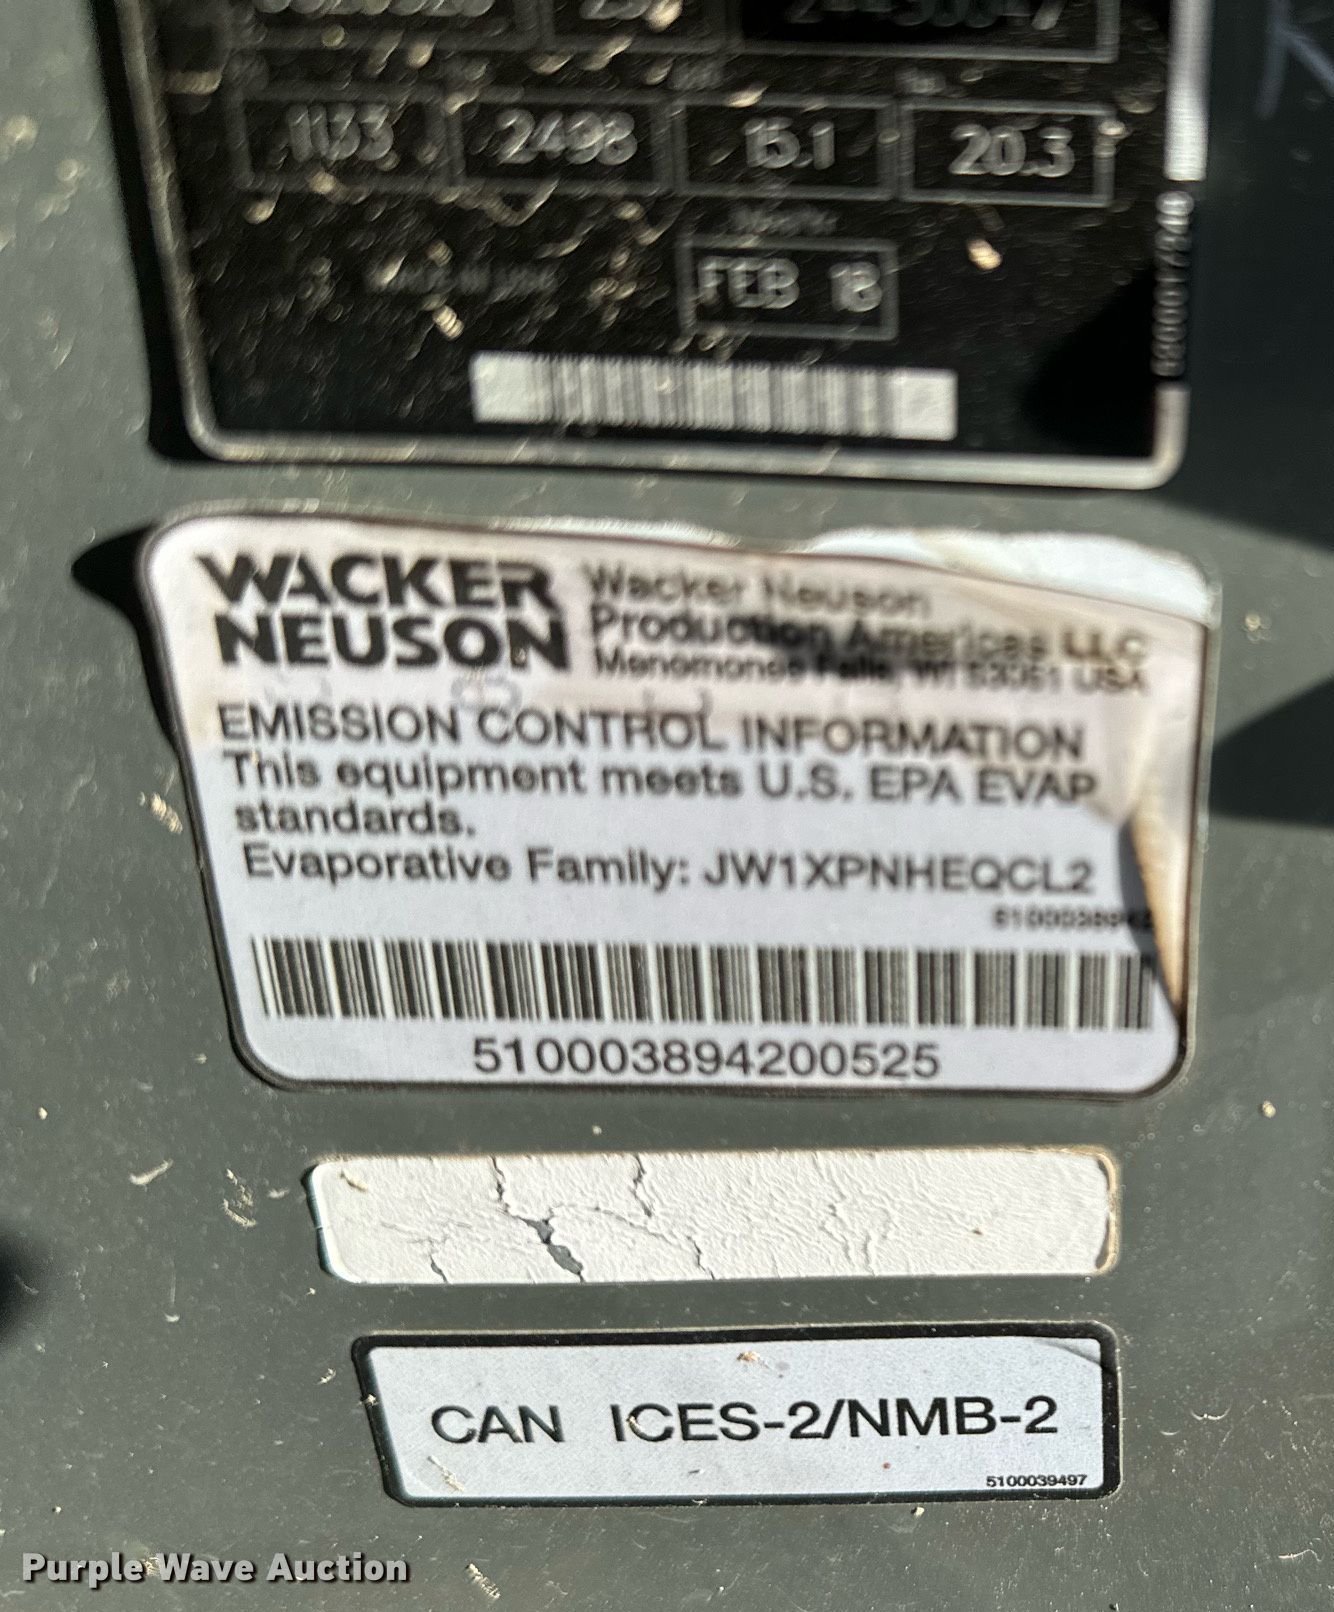 1133 2498 15.1 20.3
FEB 18
WACKER
NEUSON
Wacker Neuson
Production Americas LLC
Menomonee Falls, WI 53051 USA
EMISSION CONTROL INFORMATION
This equipment meets U.S. EPA EVAP
standards.
Evaporative Family: JW1XPNHEQCL2
510003894200525
CAN ICES-2/NMB-2
5100039497
Purple Wave Auction